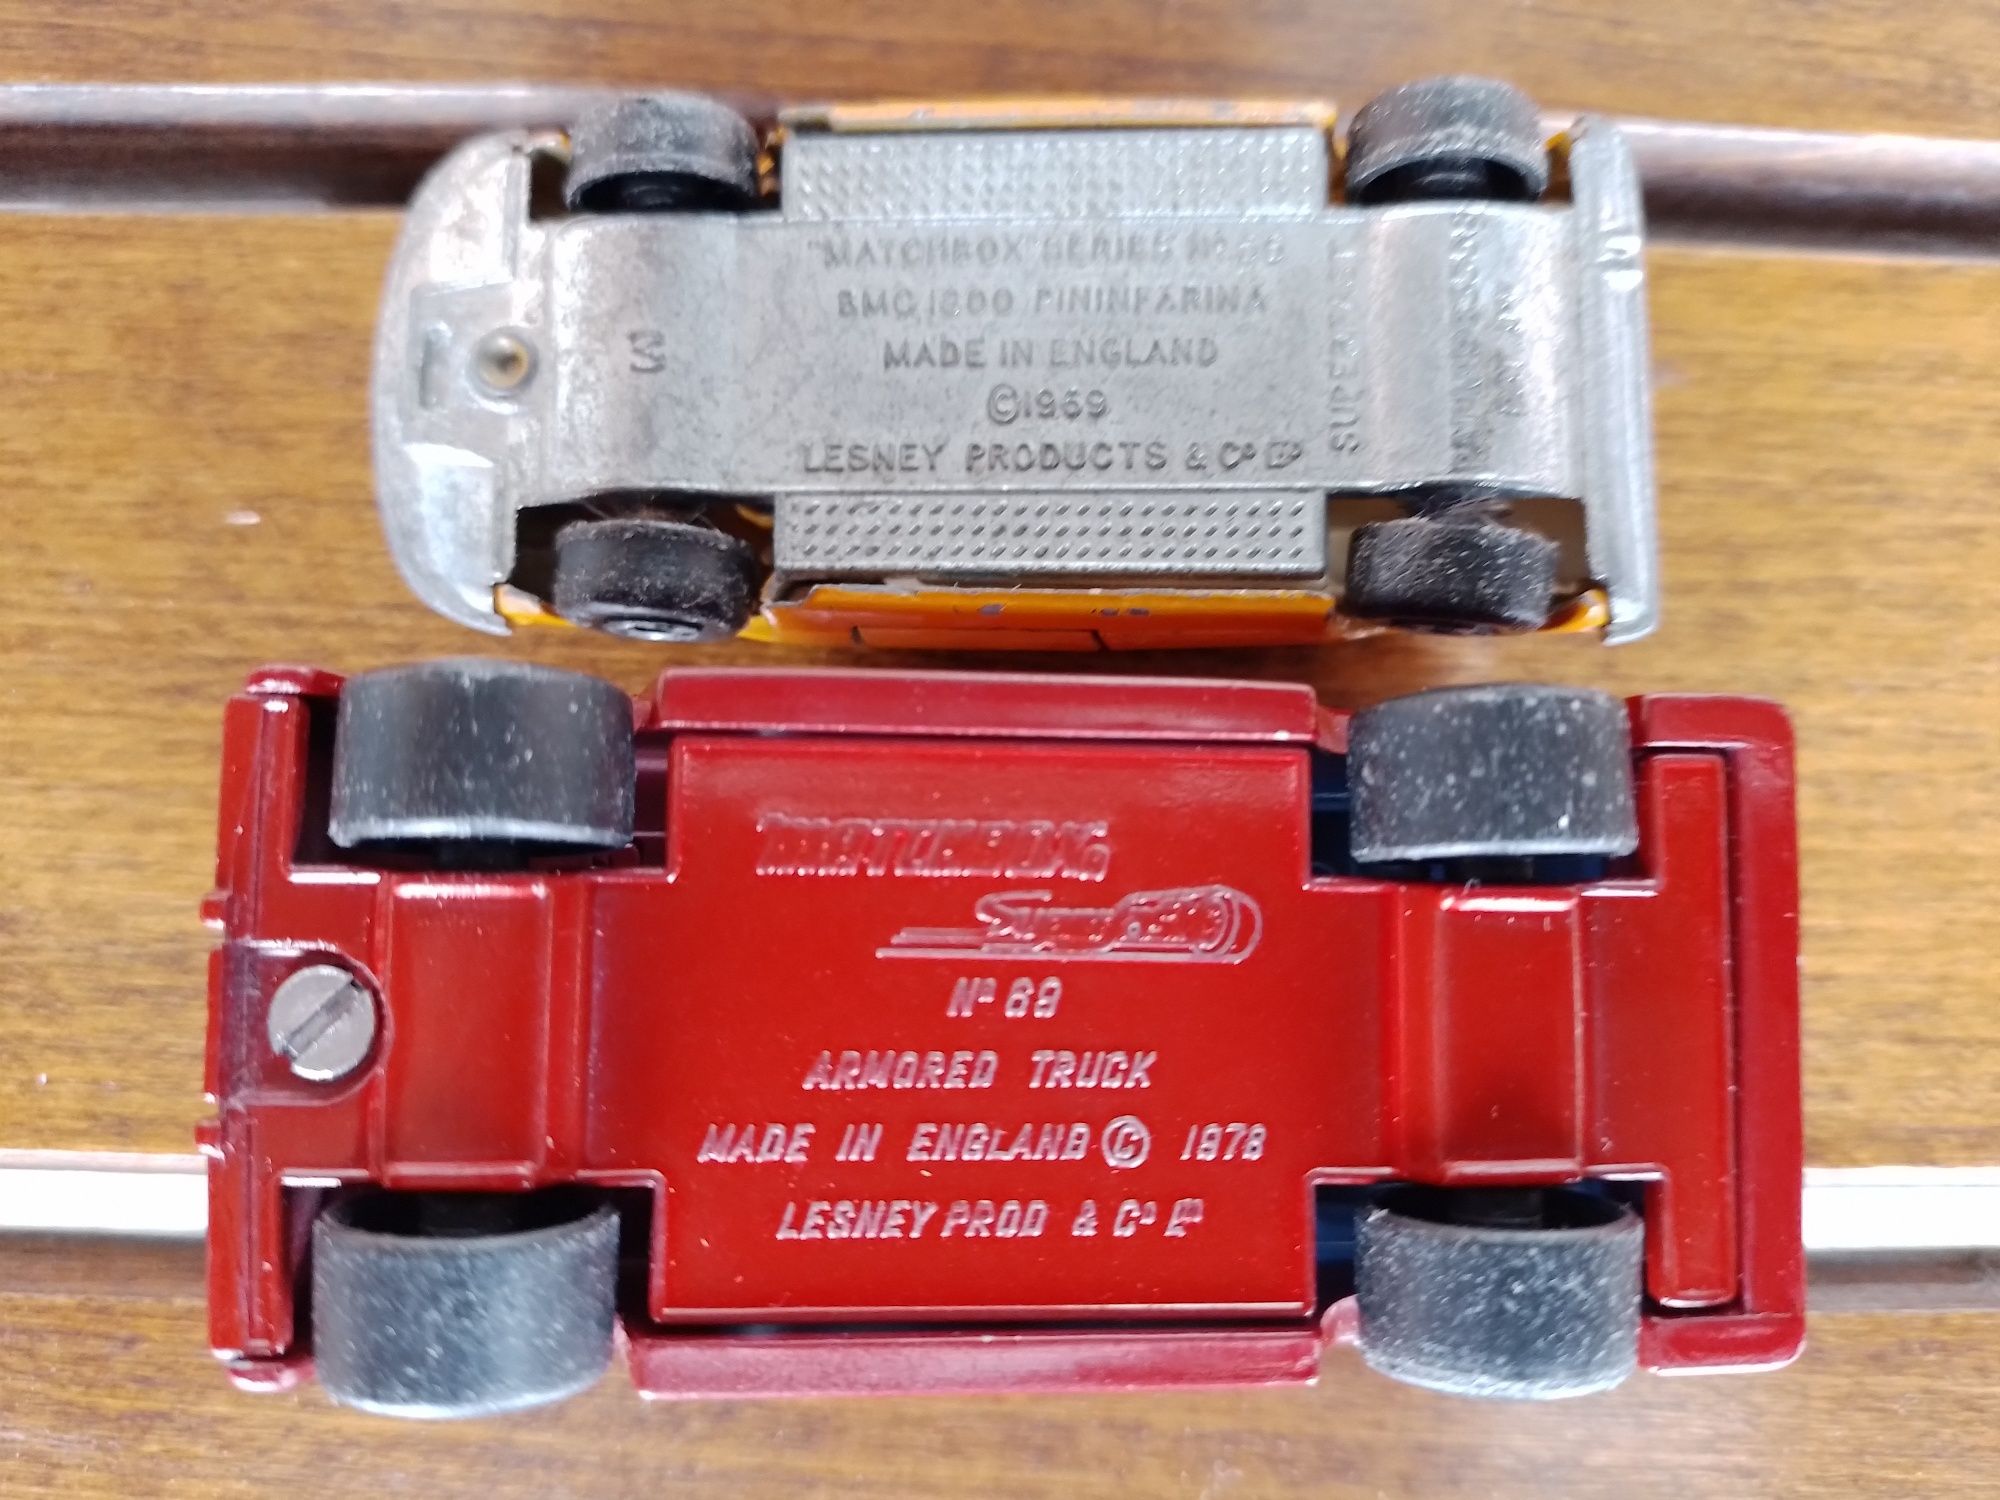 "MATCHBOX" SERIES Nº 56
BMC 1800 PININFARINA
MADE IN ENGLAND
©1969
LESNEY PRODUCTS & Cº Lᵀᴰ
SUPERFAST
3
MATCHBOX
Superfast
Nº 69
ARMORED TRUCK
MADE IN ENGLAND © 1978
LESNEY PROD & Cº Lᵀᴰ